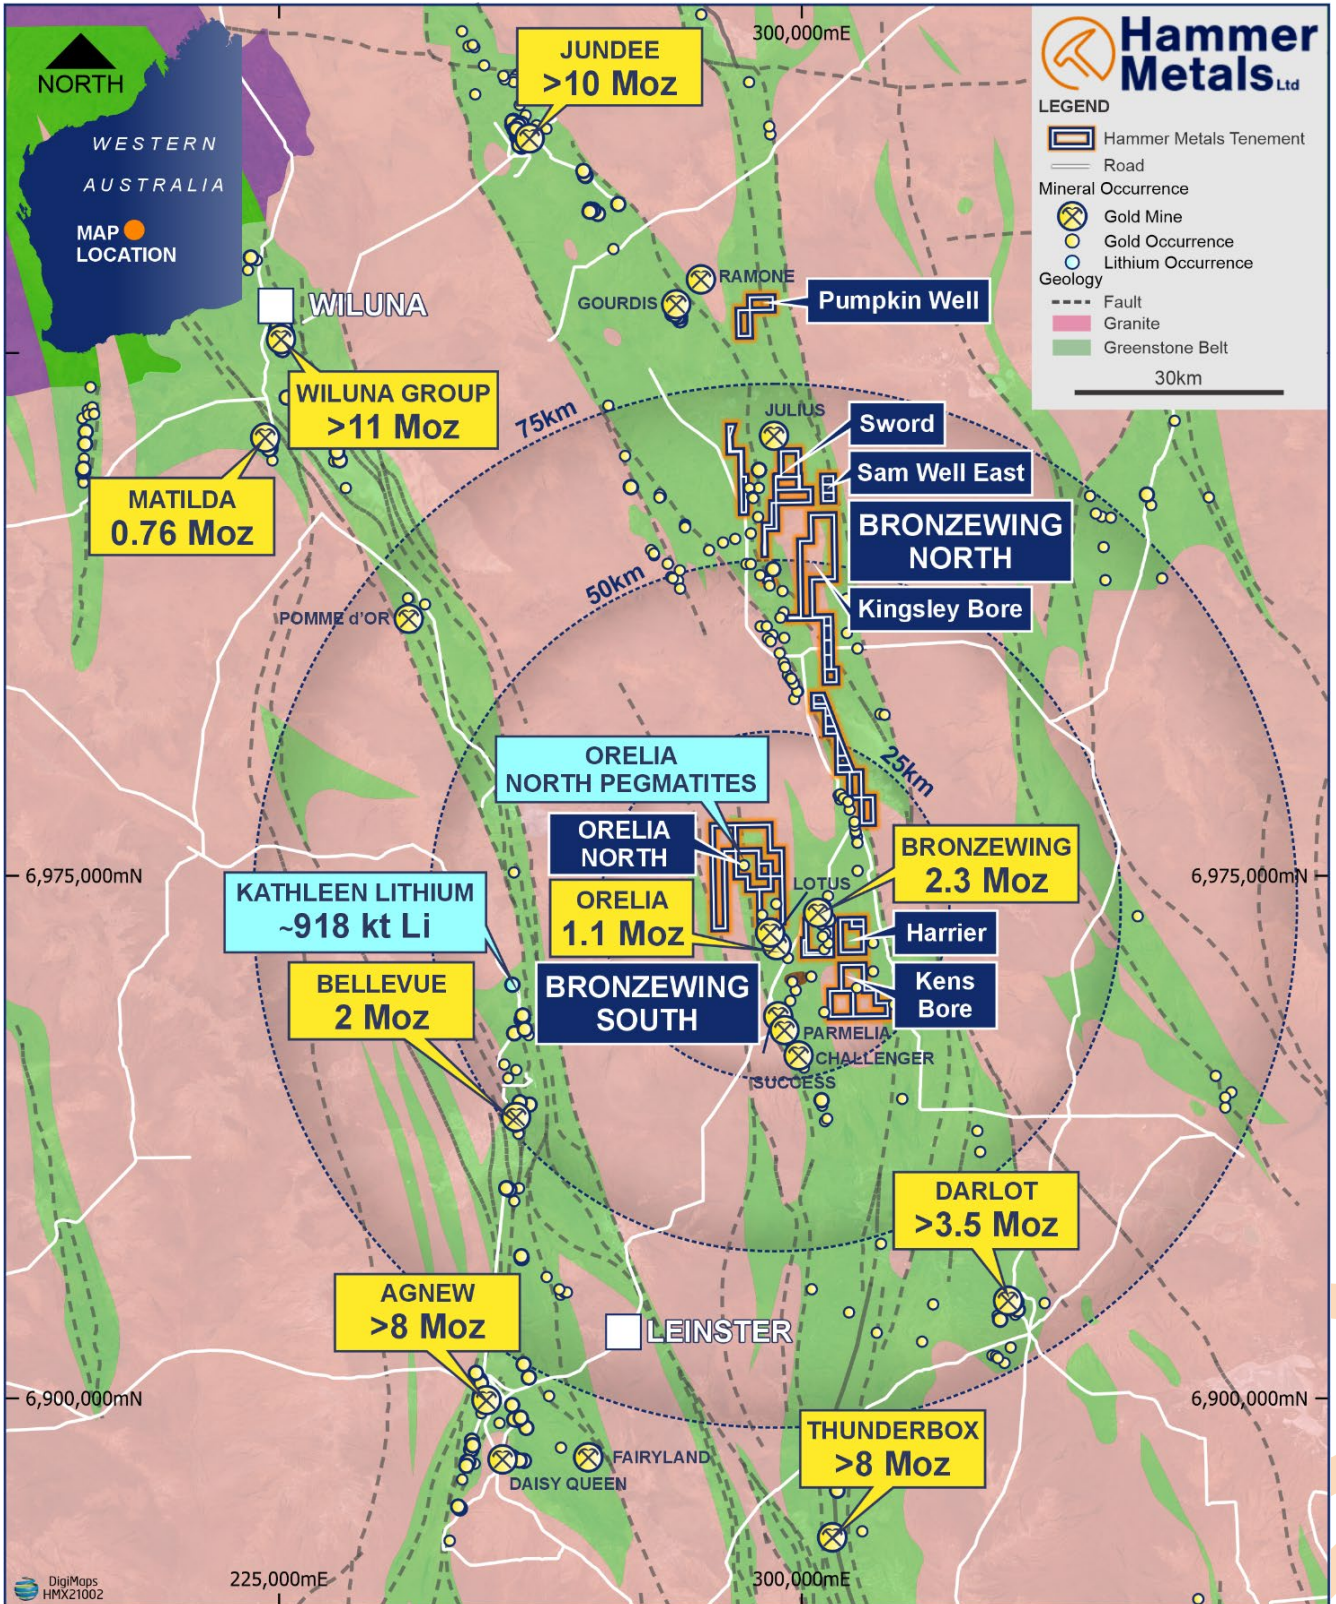 300,000mE
Hammer
Metals Ltd
LEGEND
Hammer Metals Tenement
Road
Mineral Occurrence
Gold Mine
Gold Occurrence
Lithium Occurrence
Geology
Fault
Granite
Greenstone Belt
30km
NORTH
WESTERN
AUSTRALIA
MAP
LOCATION
JUNDEE
>10 Moz
RAMONE
GOURDIS
Pumpkin Well
WILUNA
WILUNA GROUP
>11 Moz
MATILDA
0.76 Moz
75km
JULIUS
Sword
Sam Well East
BRONZEWING
NORTH
50km
Kingsley Bore
POMME d'OR
ORELIA
NORTH PEGMATITES
25km
ORELIA
NORTH
BRONZEWING
2.3 Moz
6,975,000mN
6,975,000mN
KATHLEEN LITHIUM
~918 kt Li
LOTUS
ORELIA
1.1 Moz
Harrier
BELLEVUE
2 Moz
BRONZEWING
SOUTH
Kens
Bore
PARMELIA
CHALLENGER
SUCCESS
DARLOT
>3.5 Moz
AGNEW
>8 Moz
LEINSTER
6,900,000mN
6,900,000mN
THUNDERBOX
>8 Moz
FAIRYLAND
DAISY QUEEN
225,000mE
300,000mE
DigiMaps
HMX21002